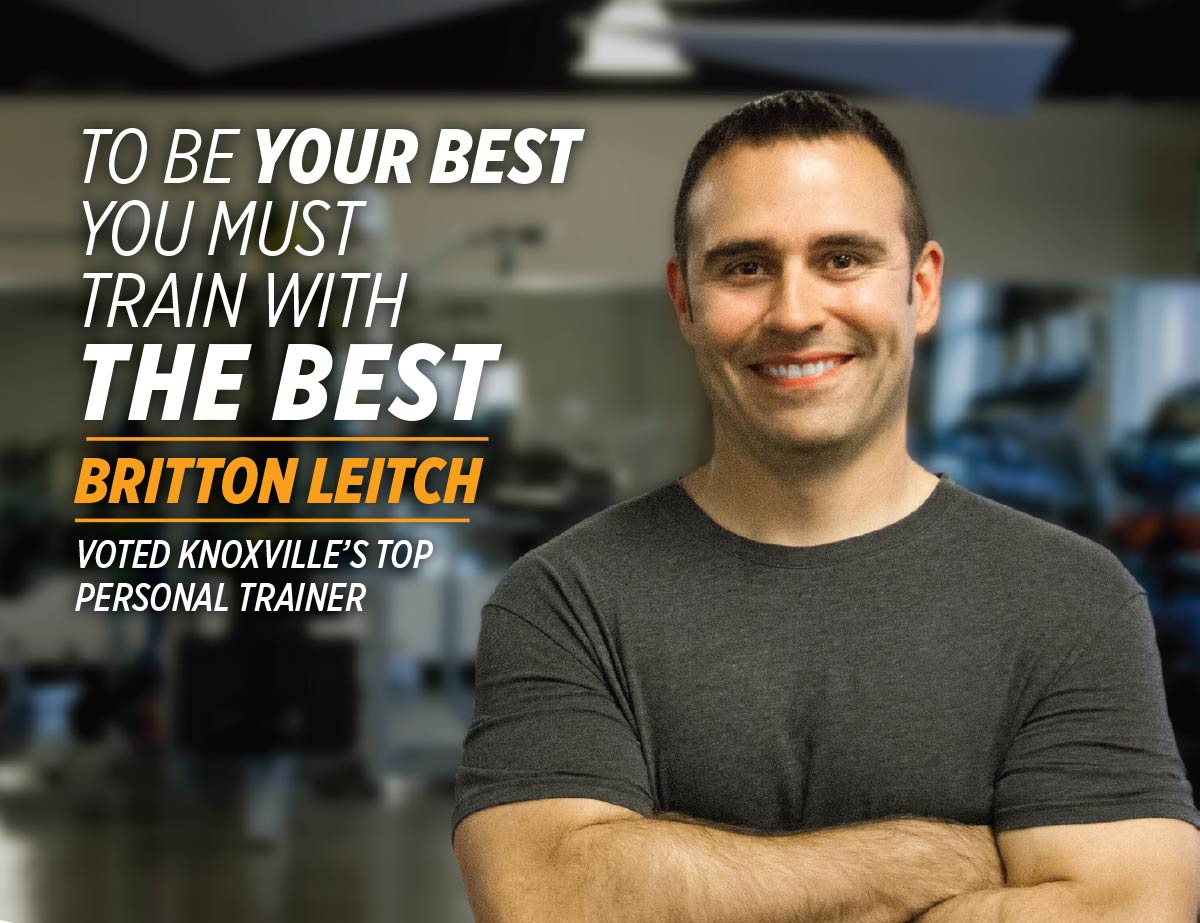 TO BE YOUR BEST
YOU MUST
TRAIN WITH
THE BEST
BRITTON LEITCH
VOTED KNOXVILLE'S TOP
PERSONAL TRAINER